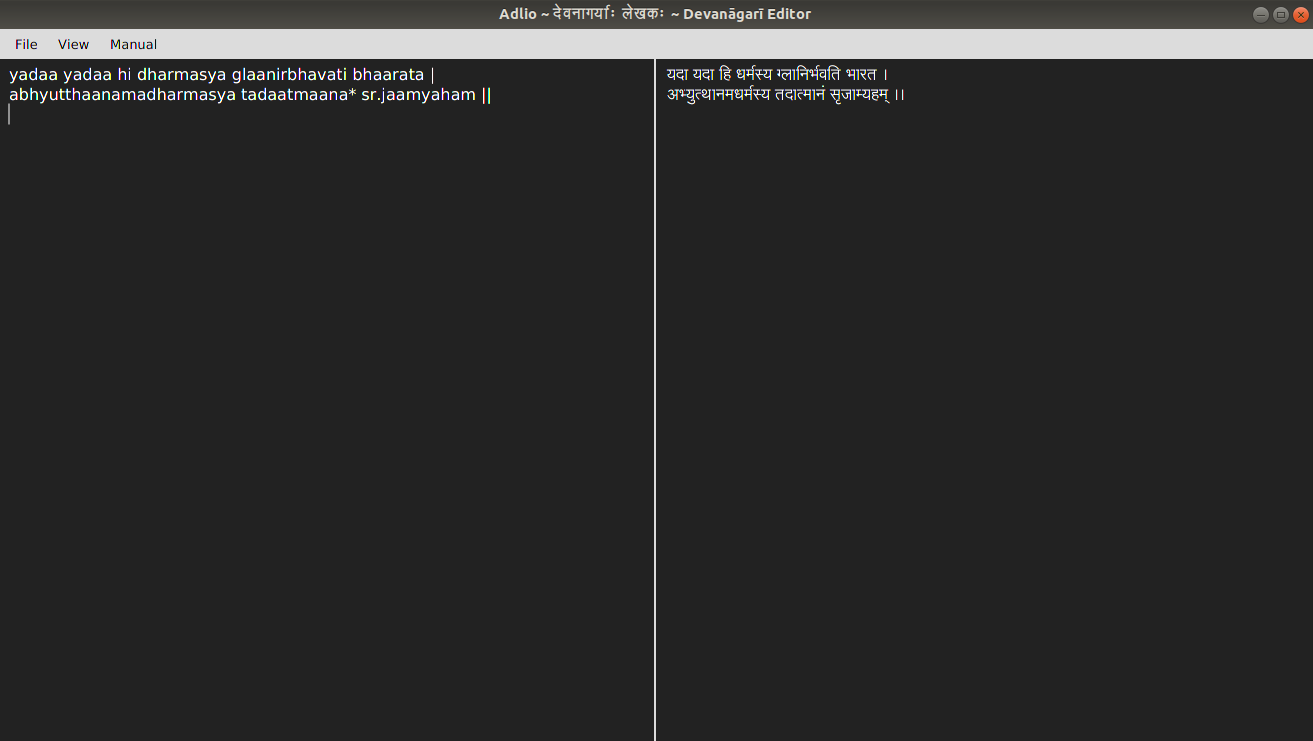 Adlio ~ देवनागर्याः लेखकः ~ Devanāgarī Editor
File View Manual
yadaa yadaa hi dharmasya glaanirbhavati bhaarata |
abhyutthaanamadharmasya tadaatmaana* sr.jaamyaham ||
यदा यदा हि धर्मस्य ग्लानिर्भवति भारत ।
अभ्युत्थानमधर्मस्य तदात्मानं सृजाम्यहम् ।।